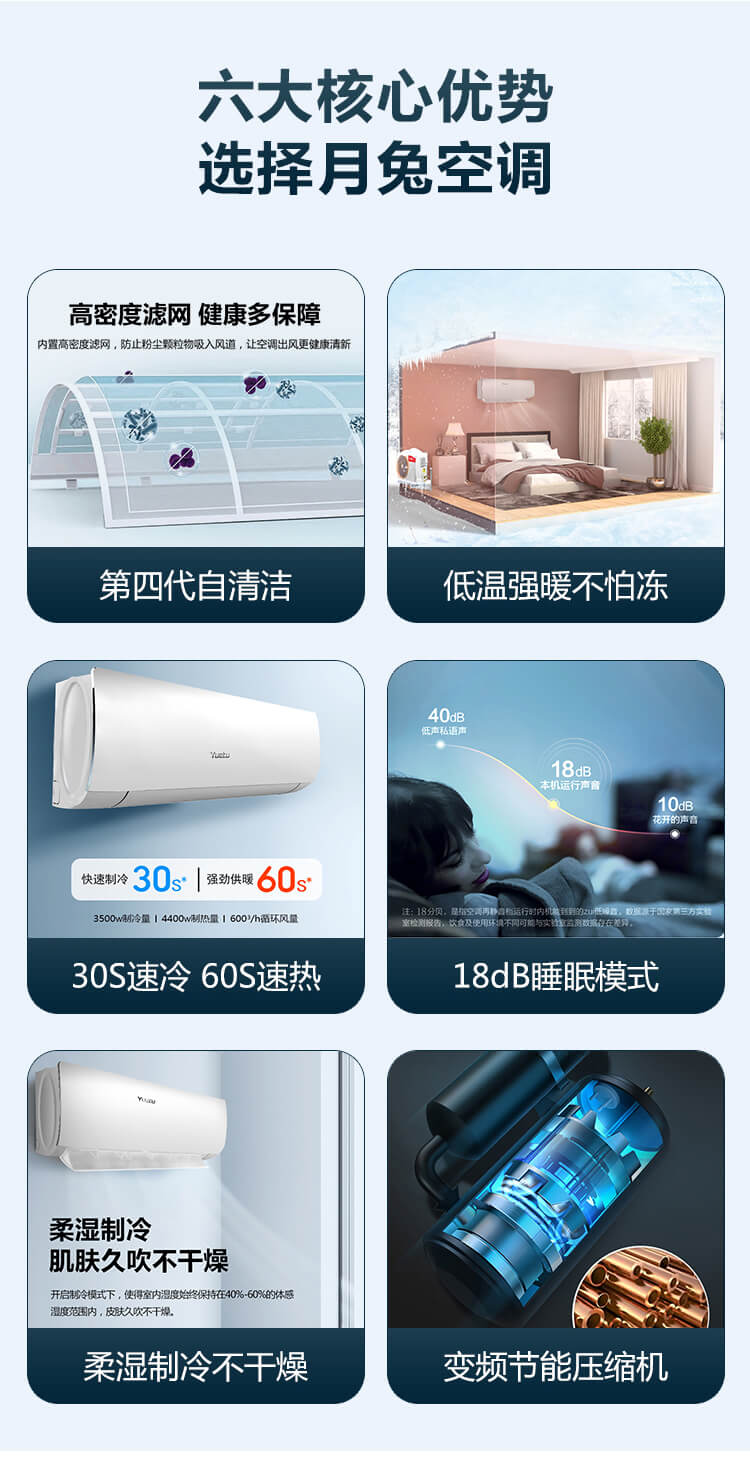 六大核心优势
选择月兔空调
高密度滤网 健康多保障
内置高密度滤网，防止粉尘颗粒物吸入风道，让空调出风更健康清新
第四代自清洁
低温强暖不怕冻
Yuetu
快速制冷 30s* | 强劲供暖 60s*
3500w制冷量 I 4400w制热量 I 600³/h循环风量
30S速冷 60S速热
40dB
低声私语声
18dB
本机运行声音
10dB
花开的声音
注：18分贝，是指空调再静音档运行时内机能到到的zui低噪音，数据源于国家第三方实验
室检测报告，饮食及使用环境不同可能与实验室监测数据存在差异。
18dB睡眠模式
Yuetu
柔湿制冷
肌肤久吹不干燥
开启制冷模式下，使得室内湿度始终保持在40%-60%的体感
湿度范围内，皮肤久吹不干燥。
柔湿制冷不干燥
变频节能压缩机